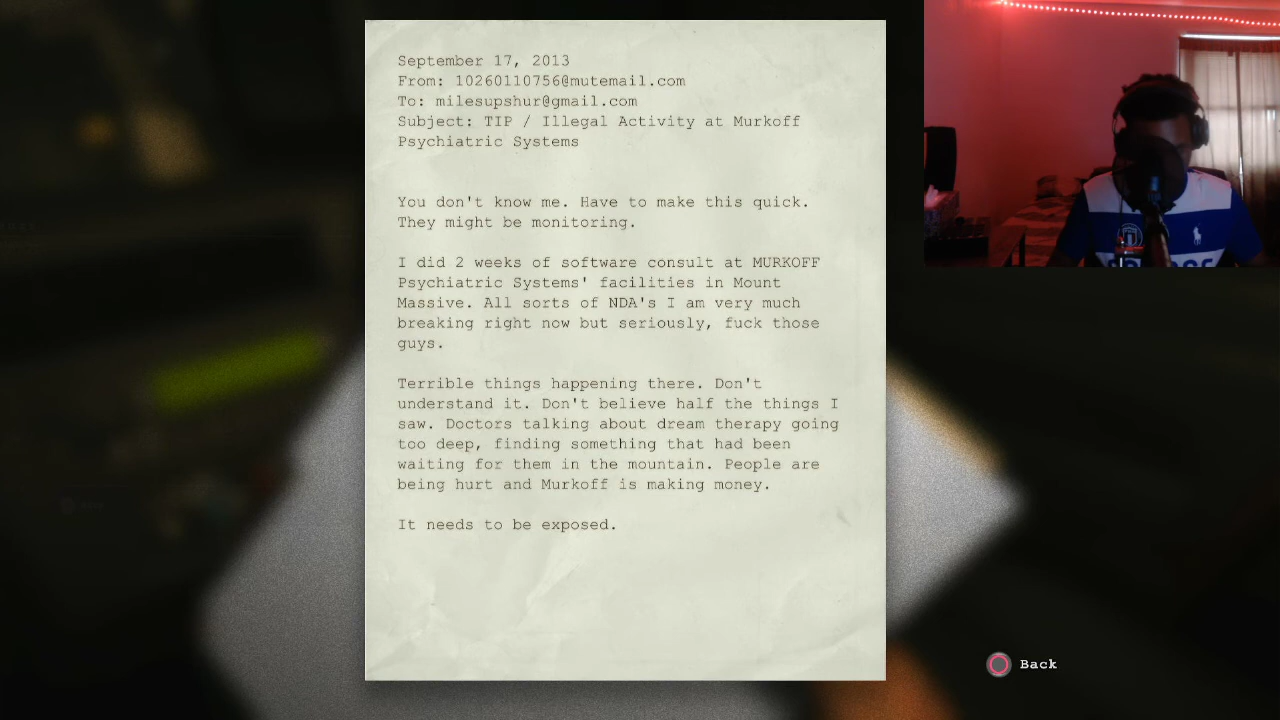 September 17, 2013
From: 10260110756@mutemail.com
To: milesupshur@gmail.com
Subject: TIP / Illegal Activity at Murkoff
Psychiatric Systems
You don't know me. Have to make this quick.
They might be monitoring.
I did 2 weeks of software consult at MURKOFF
Psychiatric Systems' facilities in Mount
Massive. All sorts of NDA's I am very much
breaking right now but seriously, fuck those
guys.
Terrible things happening there. Don't
understand it. Don't believe half the things I
saw. Doctors talking about dream therapy going
too deep, finding something that had been
waiting for them in the mountain. People are
being hurt and Murkoff is making money.
It needs to be exposed.
Back